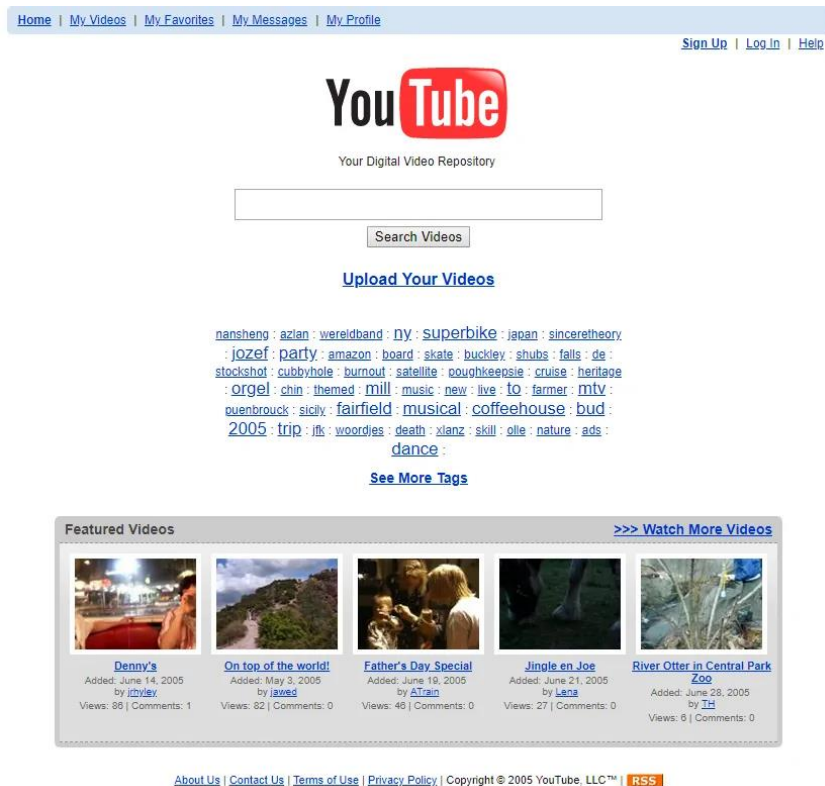 Home | My Videos | My Favorites | My Messages | My Profile
Sign Up | Log In | Help
YouTube
Your Digital Video Repository
Search Videos
Upload Your Videos
nansheng : azlan : wereldband : ny : superbike : japan : sinceretheory
: jozef : party : amazon : board : skate : buckley : shubs : falls : de :
stockshot : cubbyhole : burnout : satellite : poughkeepsie : cruise : heritage
: orgel : chin : themed : mill : music : new : live : to : farmer : mtv :
puenbrouck : sicily : fairfield : musical : coffeehouse : bud :
2005 : trip : jfk : woordjes : death : xlanz : skill : olle : nature : ads :
dance :
See More Tags
Featured Videos
>>> Watch More Videos
Denny's
Added: June 14, 2005
by jrhyley
Views: 86 | Comments: 1
On top of the world!
Added: May 3, 2005
by jawed
Views: 82 | Comments: 0
Father's Day Special
Added: June 19, 2005
by ATrain
Views: 46 | Comments: 0
Jingle en Joe
Added: June 21, 2005
by Lena
Views: 27 | Comments: 0
River Otter in Central Park
Zoo
Added: June 28, 2005
by TH
Views: 6 | Comments: 0
About Us | Contact Us | Terms of Use | Privacy Policy | Copyright © 2005 YouTube, LLC™ | RSS